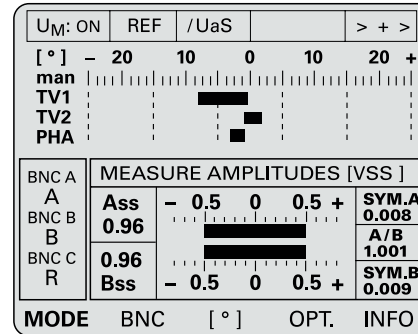 UM: ON REF /UaS > + >
[ ° ] – 20 10 0 10 20 +
man
TV1
TV2
PHA
BNC A
A
BNC B
B
BNC C
R
MEASURE AMPLITUDES [VSS ]
Ass
0.96
– 0.5 0 0.5 +
SYM.A
0.008
A/B
1.001
0.96
Bss
– 0.5 0 0.5 +
SYM.B
0.009
MODE BNC [ ° ] OPT. INFO